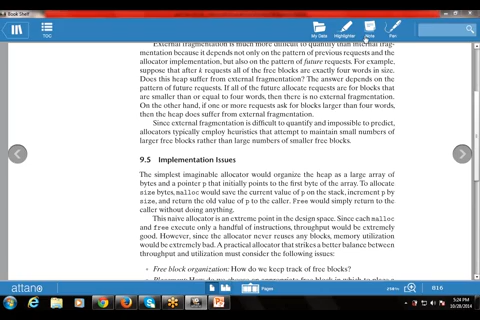 Book Shelf
TOC
My Data
Highlighter
Note
Pen
External fragmentation is much more difficult to quantify than internal frag-
mentation because it depends not only on the pattern of previous requests and the
allocator implementation, but also on the pattern of future requests. For example,
suppose that after k requests all of the free blocks are exactly four words in size.
Does this heap suffer from external fragmentation? The answer depends on
the pattern of future requests. If all of the future allocate requests are for blocks
that are smaller than or equal to four words, then there is no external fragmentation.
On the other hand, if one or more requests ask for blocks larger than four words,
then the heap does suffer from external fragmentation.
Since external fragmentation is difficult to quantify and impossible to predict,
allocators typically employ heuristics that attempt to maintain small numbers of
larger free blocks rather than large numbers of smaller free blocks.
9.5 Implementation Issues
The simplest imaginable allocator would organize the heap as a large array of
bytes and a pointer p that initially points to the first byte of the array. To allocate
size bytes, malloc would save the current value of p on the stack, increment p by
size, and return the old value of p to the caller. Free would simply return to the
caller without doing anything.
This naive allocator is an extreme point in the design space. Since each malloc
and free execute only a handful of instructions, throughput would be extremely
good. However, since the allocator never reuses any blocks, memory utilization
would be extremely bad. A practical allocator that strikes a better balance between
throughput and utilization must consider the following issues:
• Free block organization: How do we keep track of free blocks?
attano
Pages
ZOOM
616
5:24 PM
10/28/2014